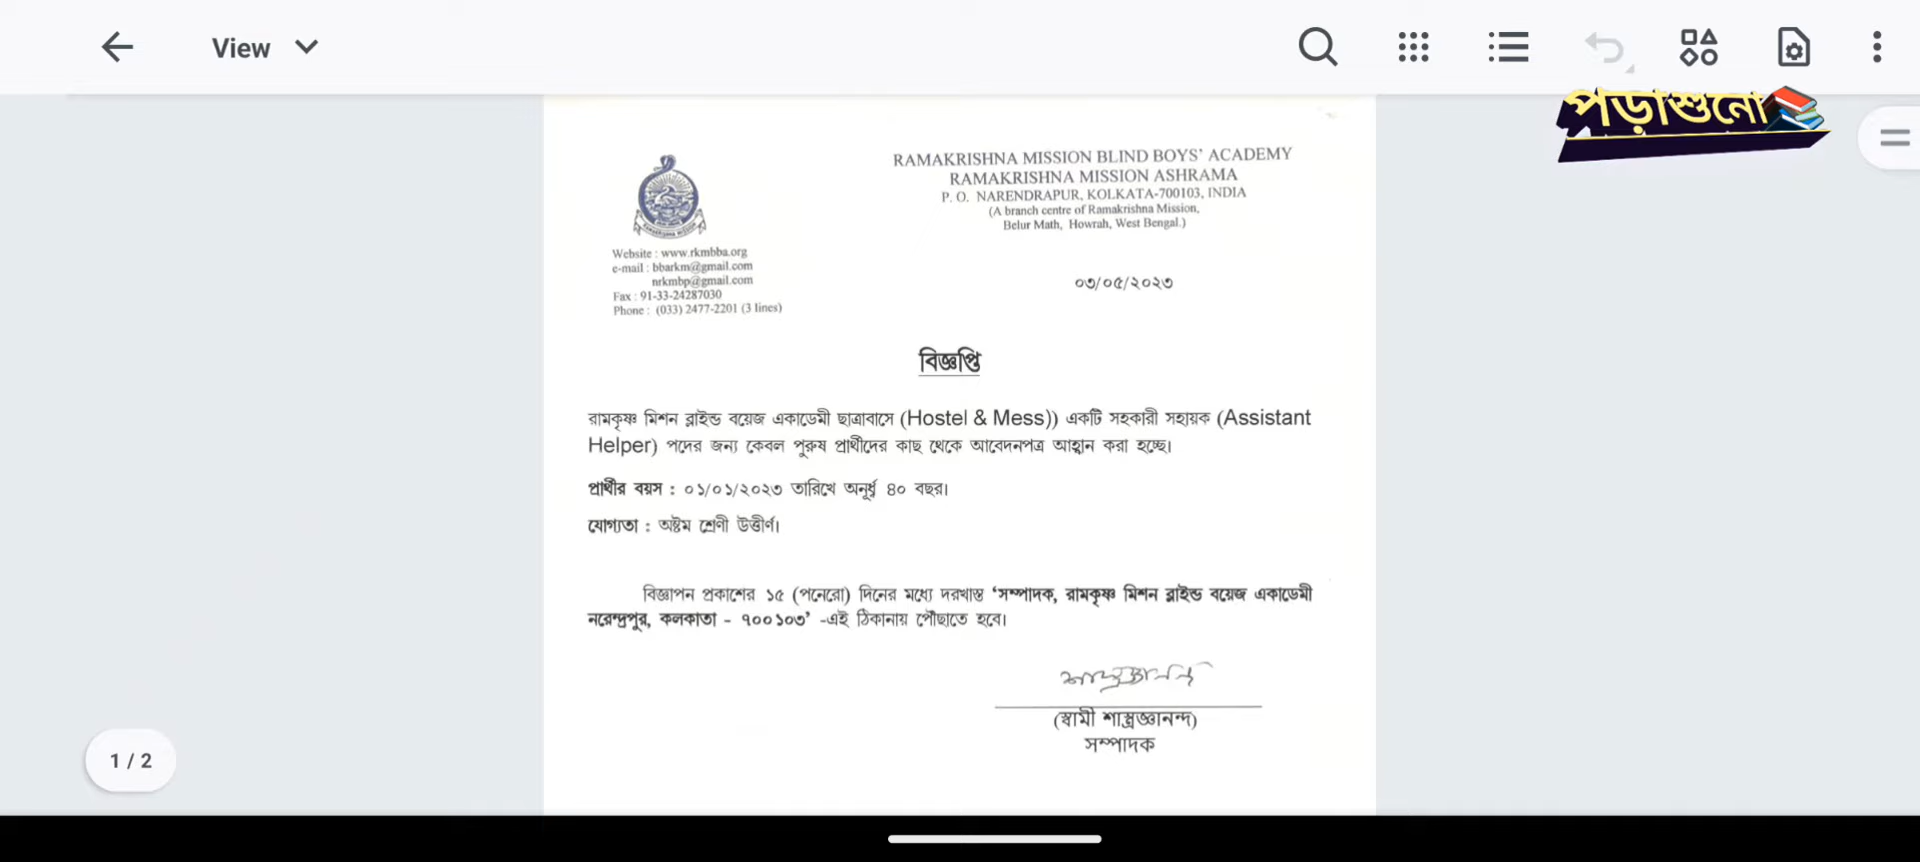 View
পড়াশুনো
RAMAKRISHNA MISSION BLIND BOYS' ACADEMY
RAMAKRISHNA MISSION ASHRAMA
P. O. NARENDRAPUR, KOLKATA-700103, INDIA
(A branch centre of Ramakrishna Mission,
Belur Math, Howrah, West Bengal.)
RAMAKRISHNA MISSION
Website : www.rkmbba.org
e-mail : bbarkm@gmail.com
nrkmbp@gmail.com
Fax : 91-33-24287030
Phone : (033) 2477-2201 (3 lines)
০৩/০৫/২০২৩
বিজ্ঞপ্তি
রামকৃষ্ণ মিশন ব্লাইন্ড বয়েজ একাডেমী ছাত্রাবাসে (Hostel & Mess)) একটি সহকারী সহায়ক (Assistant
Helper) পদের জন্য কেবল পুরুষ প্রার্থীদের কাছ থেকে আবেদনপত্র আহ্বান করা হচ্ছে।
প্রার্থীর বয়স : ০১/০১/২০২৩ তারিখে অনূর্ধ্ব ৪০ বছর।
যোগ্যতা : অষ্টম শ্রেণী উত্তীর্ণ।
বিজ্ঞাপন প্রকাশের ১৫ (পনেরো) দিনের মধ্যে দরখাস্ত ‘সম্পাদক, রামকৃষ্ণ মিশন ব্লাইন্ড বয়েজ একাডেমী
নরেন্দ্রপুর, কলকাতা - ৭০০১০৩’ -এই ঠিকানায় পৌঁছাতে হবে।
(স্বামী শাস্ত্রজ্ঞানন্দ)
সম্পাদক
1 / 2